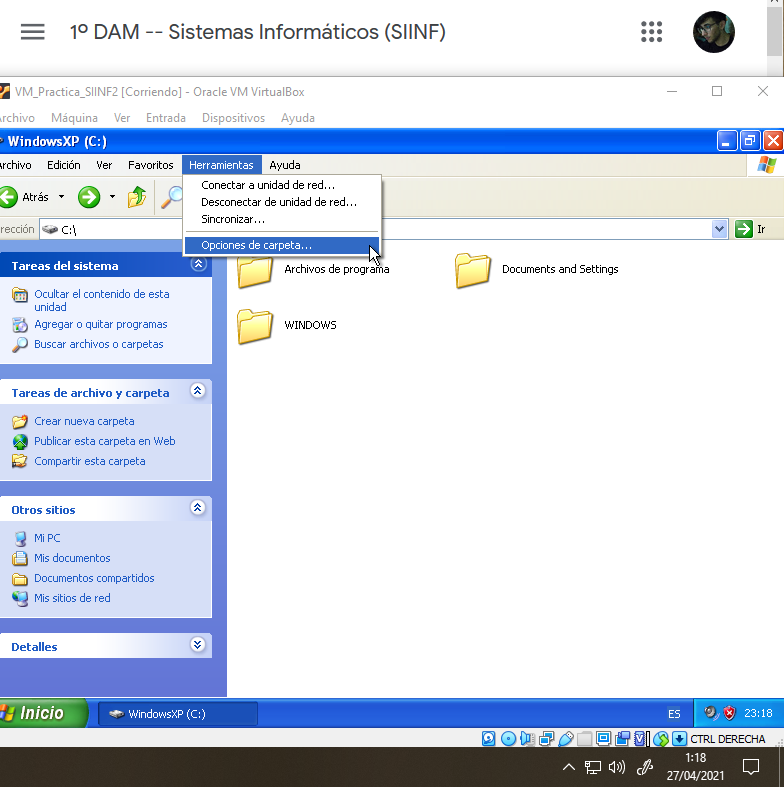 1º DAM -- Sistemas Informáticos (SIINF)
VM_Practica_SIINF2 [Corriendo] - Oracle VM VirtualBox
rchivo Máquina Ver Entrada Dispositivos Ayuda
WindowsXP (C:)
rchivo Edición Ver Favoritos Herramientas Ayuda
Conectar a unidad de red...
Desconectar de unidad de red...
Sincronizar...
Opciones de carpeta...
Atrás
rección C:\ Ir
Tareas del sistema
Ocultar el contenido de esta
unidad
Agregar o quitar programas
Buscar archivos o carpetas
Tareas de archivo y carpeta
Crear nueva carpeta
Publicar esta carpeta en Web
Compartir esta carpeta
Otros sitios
Mi PC
Mis documentos
Documentos compartidos
Mis sitios de red
Detalles
Archivos de programa
Documents and Settings
WINDOWS
Inicio
WindowsXP (C:)
ES
23:18
CTRL DERECHA
1:18
27/04/2021